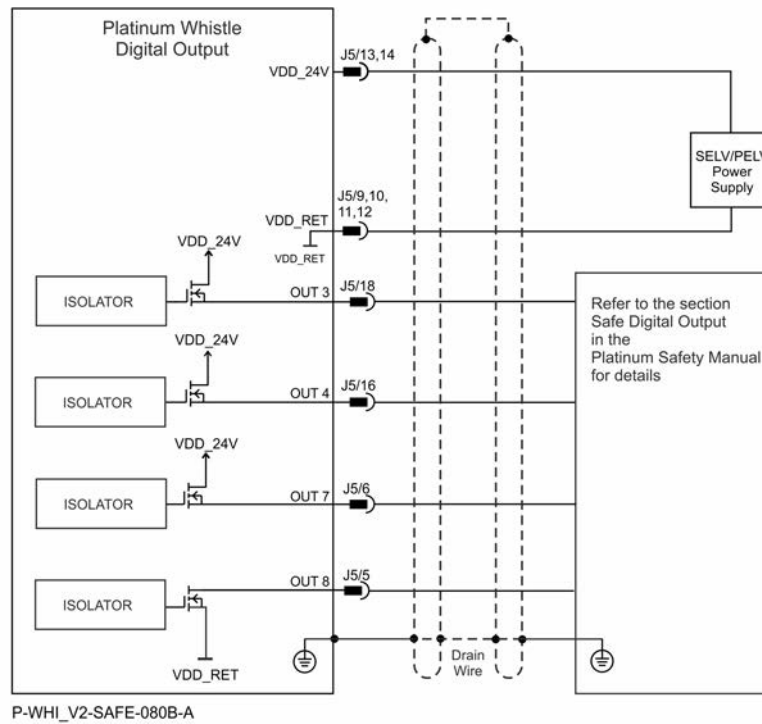 Platinum Whistle
Digital Output
J5/13,14
VDD_24V
SELV/PELV
Power
Supply
J5/9,10,
11,12
VDD_RET
VDD_RET
VDD_24V
ISOLATOR
OUT 3
J5/18
Refer to the section
Safe Digital Output
in the
Platinum Safety Manual
for details
VDD_24V
ISOLATOR
OUT 4
J5/16
VDD_24V
ISOLATOR
OUT 7
J5/6
ISOLATOR
OUT 8
J5/5
VDD_RET
Drain
Wire
P-WHI_V2-SAFE-080B-A